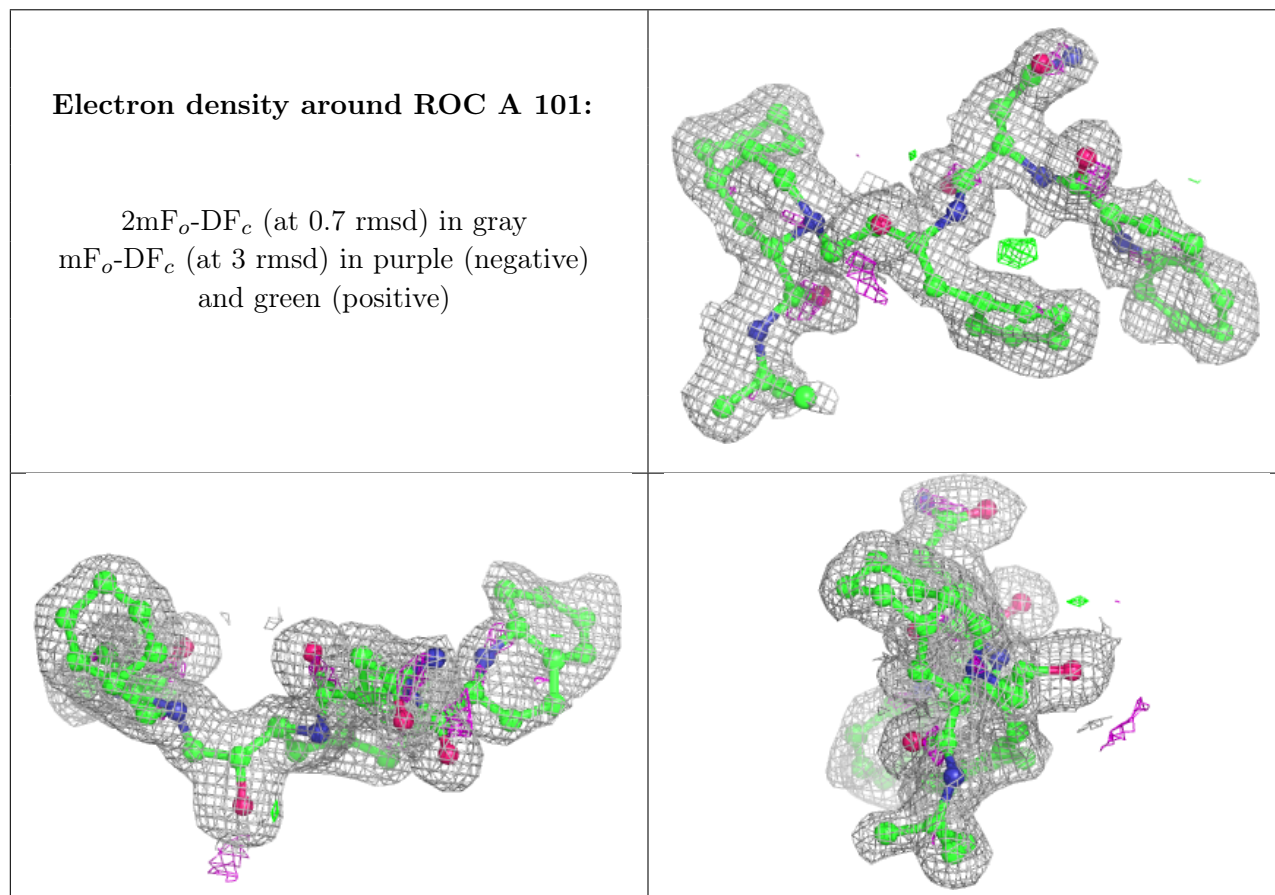 Electron density around ROC A 101:
2mFₒ-DF𝒸 (at 0.7 rmsd) in gray
mFₒ-DF𝒸 (at 3 rmsd) in purple (negative)
and green (positive)